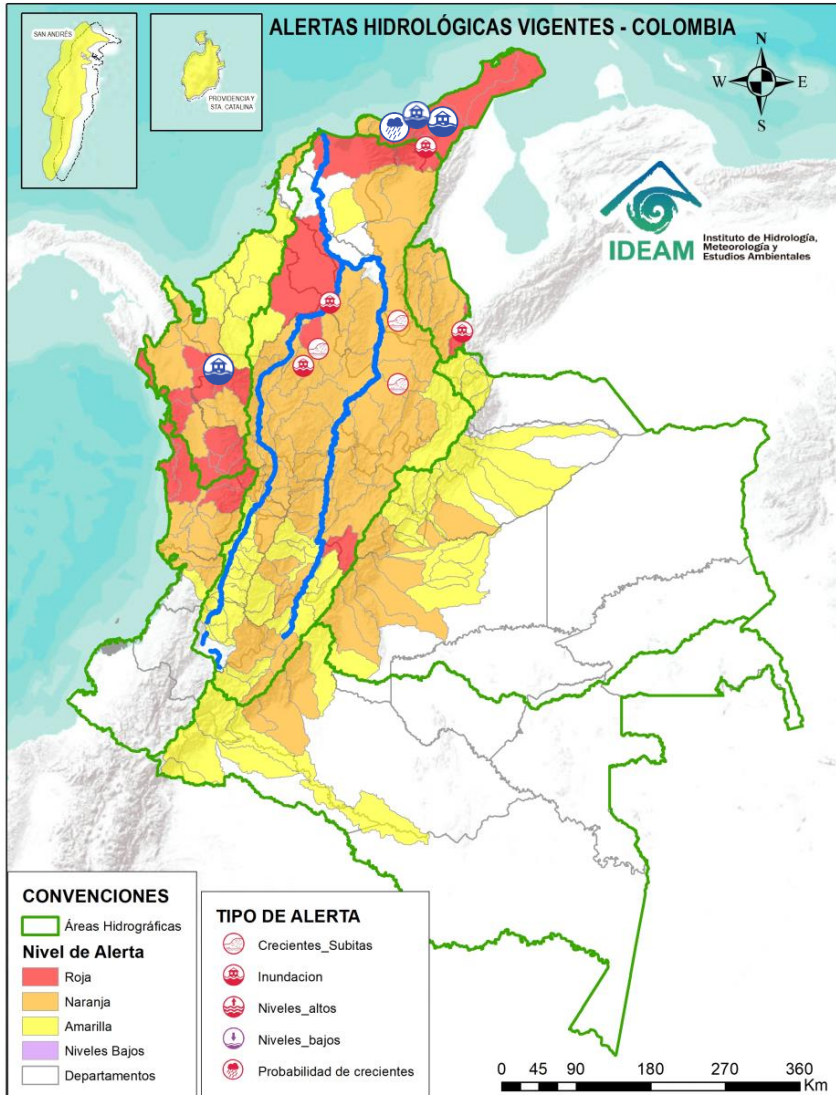 ALERTAS HIDROLÓGICAS VIGENTES - COLOMBIA
SAN ANDRÉS
PROVIDENCIA Y
STA. CATALINA
N
W
E
S
IDEAM
Instituto de Hidrología,
Meteorología y
Estudios Ambientales
CONVENCIONES
Áreas Hidrográficas
Nivel de Alerta
Roja
Naranja
Amarilla
Niveles Bajos
Departamentos
TIPO DE ALERTA
Crecientes_Subitas
Inundacion
Niveles_altos
Niveles_bajos
Probabilidad de crecientes
0 45 90 180 270 360
Km